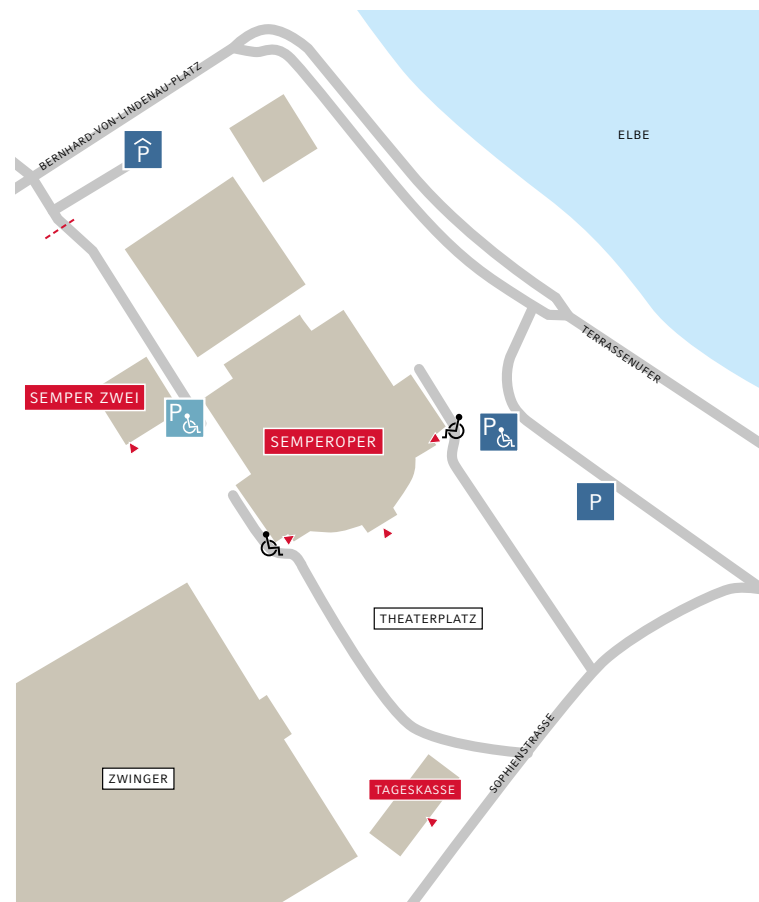 BERNHARD-VON-LINDENAU-PLATZ
P
ELBE
TERRASSENUFER
SEMPER ZWEI
P
SEMPEROPER
P
P
THEATERPLATZ
SOPHIENSTRASSE
ZWINGER
TAGESKASSE